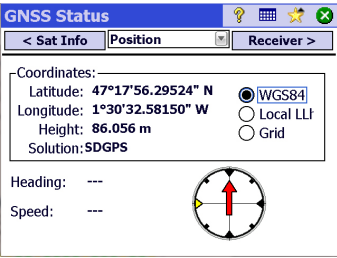 GNSS Status
< Sat Info Position Receiver >
Coordinates:
Latitude: 47°17'56.29524" N
WGS84
Longitude: 1°30'32.58150" W
Local LLh
Height: 86.056 m
Grid
Solution: SDGPS
Heading: ---
Speed: ---